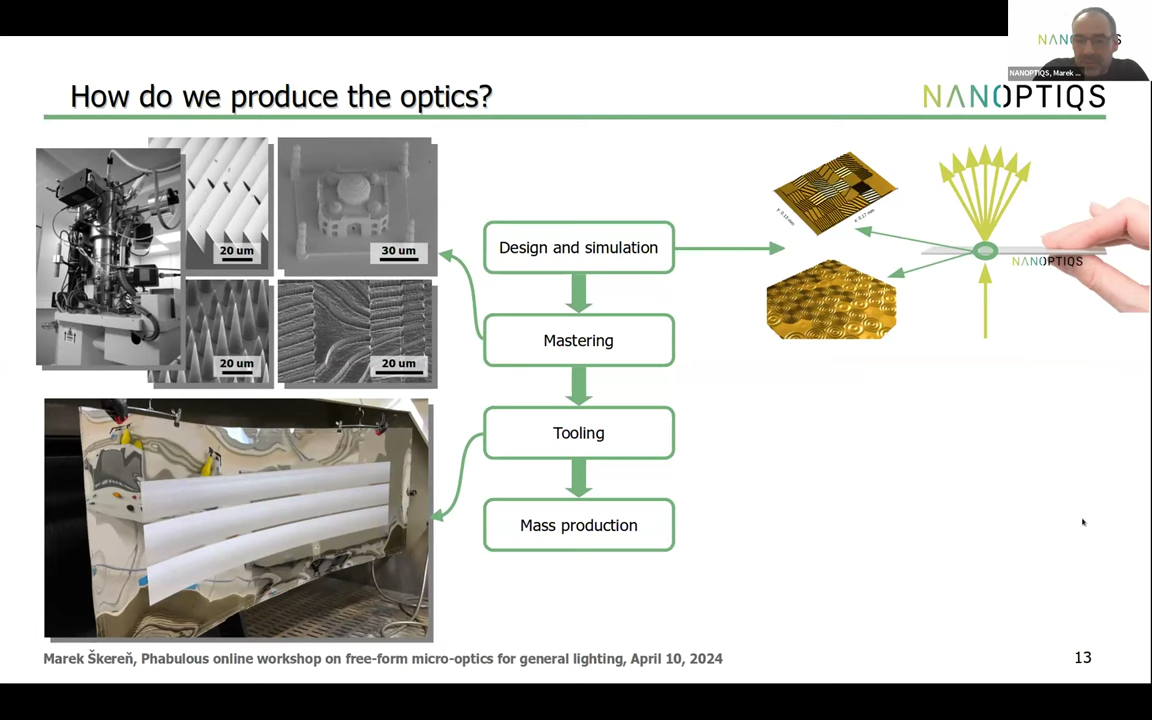 NANOPTIQS, Marek ...
How do we produce the optics?
NANOPTIQS
20 um
30 um
20 um
20 um
Design and simulation
Mastering
Tooling
Mass production
NANOPTIQS
Marek Škereň, Phabulous online workshop on free-form micro-optics for general lighting, April 10, 2024
13